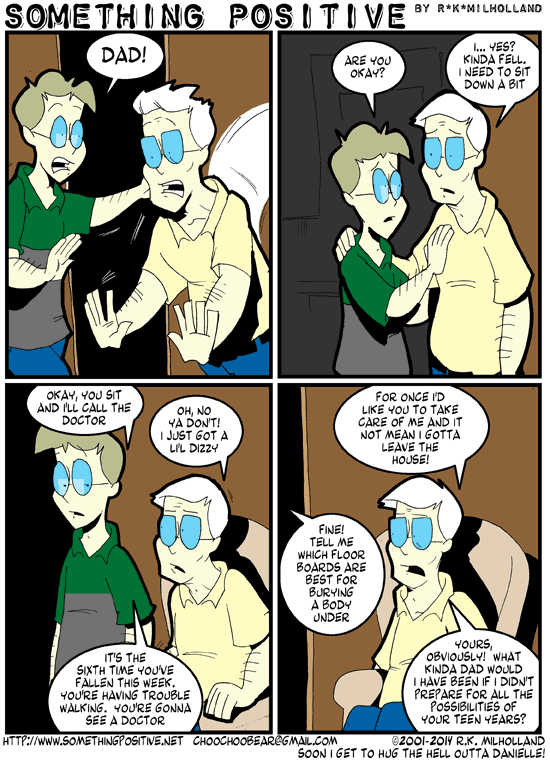 SOMETHING POSITIVE BY R*K*MILHOLLAND
DAD!
ARE YOU
OKAY?
I... YES?
KINDA FELL.
I NEED TO SIT
DOWN A BIT
OKAY, YOU SIT
AND I'LL CALL THE
DOCTOR
OH, NO
YA DON'T!
I JUST GOT A
LI'L DIZZY
IT'S THE
SIXTH TIME YOU'VE
FALLEN THIS WEEK.
YOU'RE HAVING TROUBLE
WALKING. YOU'RE GONNA
SEE A DOCTOR
FOR ONCE I'D
LIKE YOU TO TAKE
CARE OF ME AND IT
NOT MEAN I GOTTA
LEAVE THE
HOUSE!
FINE!
TELL ME
WHICH FLOOR
BOARDS ARE
BEST FOR
BURYING
A BODY
UNDER
YOURS,
OBVIOUSLY! WHAT
KINDA DAD WOULD
I HAVE BEEN IF I DIDN'T
PREPARE FOR ALL THE
POSSIBILITIES OF
YOUR TEEN YEARS?
HTTP://WWW.SOMETHINGPOSITIVE.NET CHOOCHOOBEAR@GMAIL.COM ©2001-2014 R.K. MILHOLLAND
SOON I GET TO HUG THE HELL OUTTA DANIELLE!